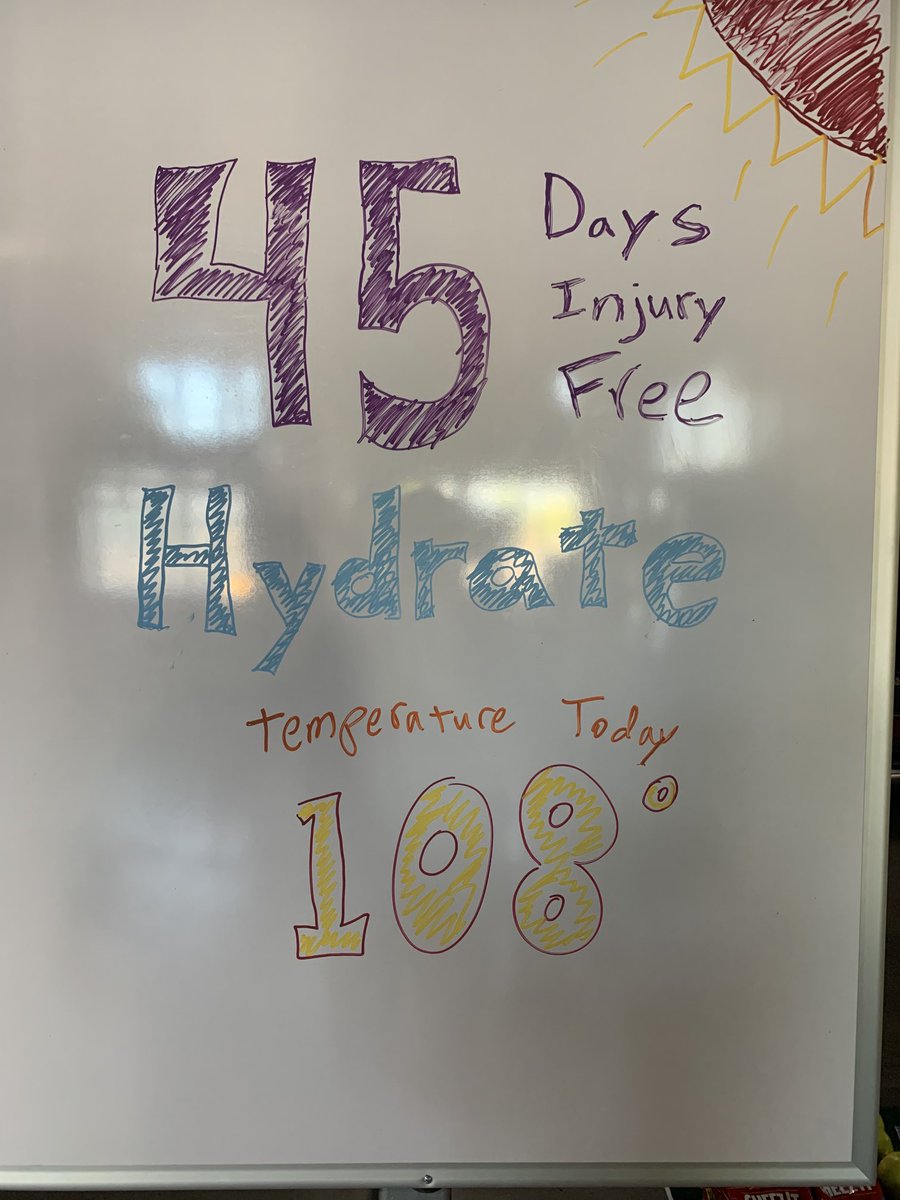 45 Days
Injury
Free
Hydrate
Temperature Today
108°